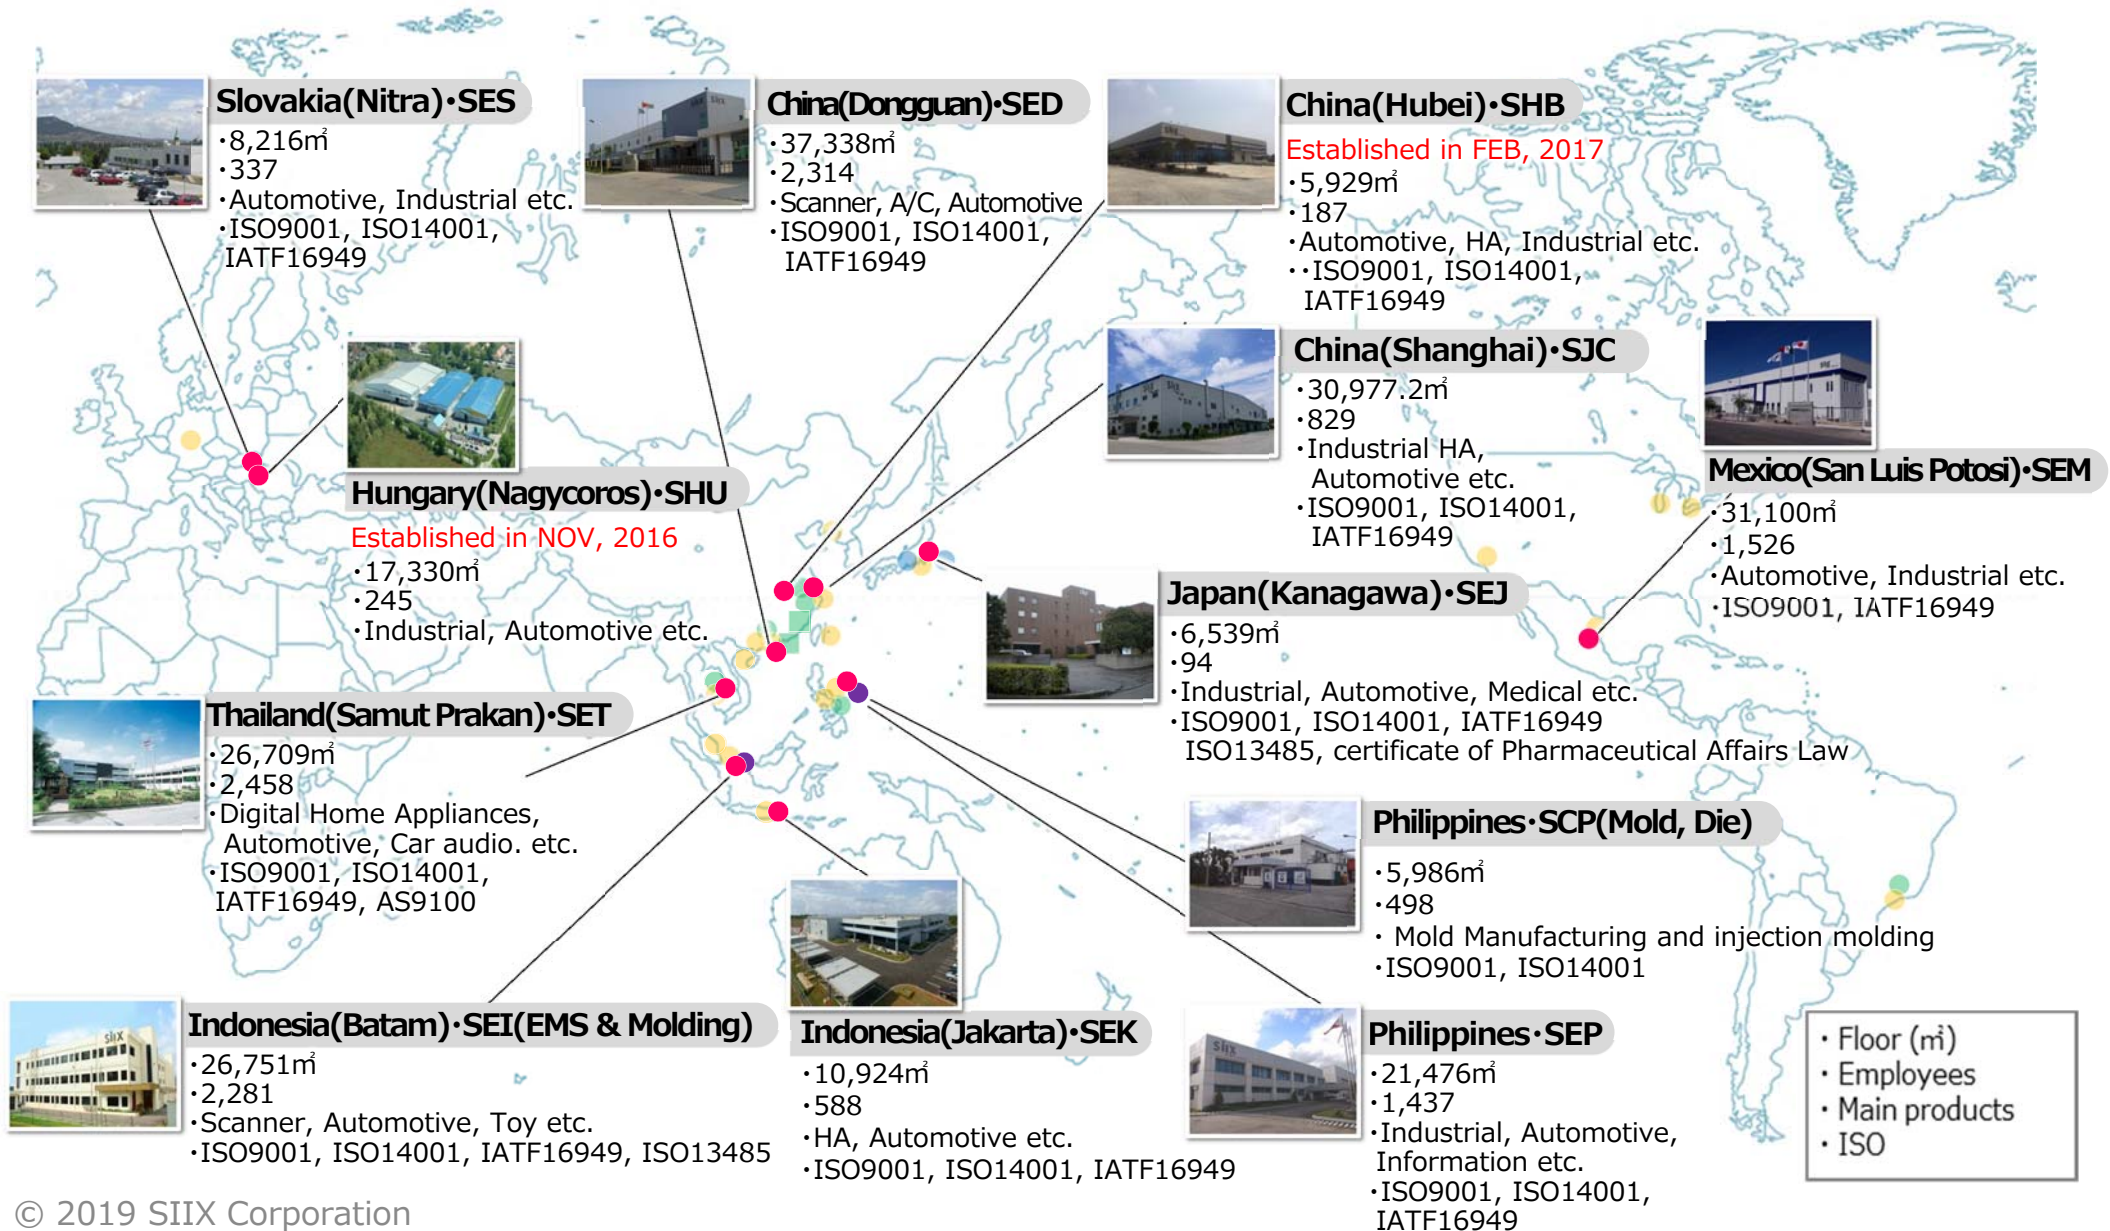 Slovakia(Nitra)・SES
・8,216㎡
・337
・Automotive, Industrial etc.
・ISO9001, ISO14001,
IATF16949
China(Dongguan)・SED
・37,338㎡
・2,314
・Scanner, A/C, Automotive
・ISO9001, ISO14001,
IATF16949
China(Hubei)・SHB
Established in FEB, 2017
・5,929㎡
・187
・Automotive, HA, Industrial etc.
・・ISO9001, ISO14001,
IATF16949
China(Shanghai)・SJC
・30,977.2㎡
・829
・Industrial HA,
Automotive etc.
・ISO9001, ISO14001,
IATF16949
Mexico(San Luis Potosi)・SEM
・31,100㎡
・1,526
・Automotive, Industrial etc.
・ISO9001, IATF16949
Hungary(Nagycoros)・SHU
Established in NOV, 2016
・17,330㎡
・245
・Industrial, Automotive etc.
Japan(Kanagawa)・SEJ
・6,539㎡
・94
・Industrial, Automotive, Medical etc.
・ISO9001, ISO14001, IATF16949
ISO13485, certificate of Pharmaceutical Affairs Law
Thailand(Samut Prakan)・SET
・26,709㎡
・2,458
・Digital Home Appliances,
Automotive, Car audio. etc.
・ISO9001, ISO14001,
IATF16949, AS9100
Philippines・SCP(Mold, Die)
・5,986㎡
・498
・ Mold Manufacturing and injection molding
・ISO9001, ISO14001
Indonesia(Batam)・SEI(EMS & Molding)
・26,751㎡
・2,281
・Scanner, Automotive, Toy etc.
・ISO9001, ISO14001, IATF16949, ISO13485
Indonesia(Jakarta)・SEK
・10,924㎡
・588
・HA, Automotive etc.
・ISO9001, ISO14001, IATF16949
Philippines・SEP
・21,476㎡
・1,437
・Industrial, Automotive,
Information etc.
・ISO9001, ISO14001,
IATF16949
・ Floor (㎡)
・ Employees
・ Main products
・ ISO
© 2019 SIIX Corporation